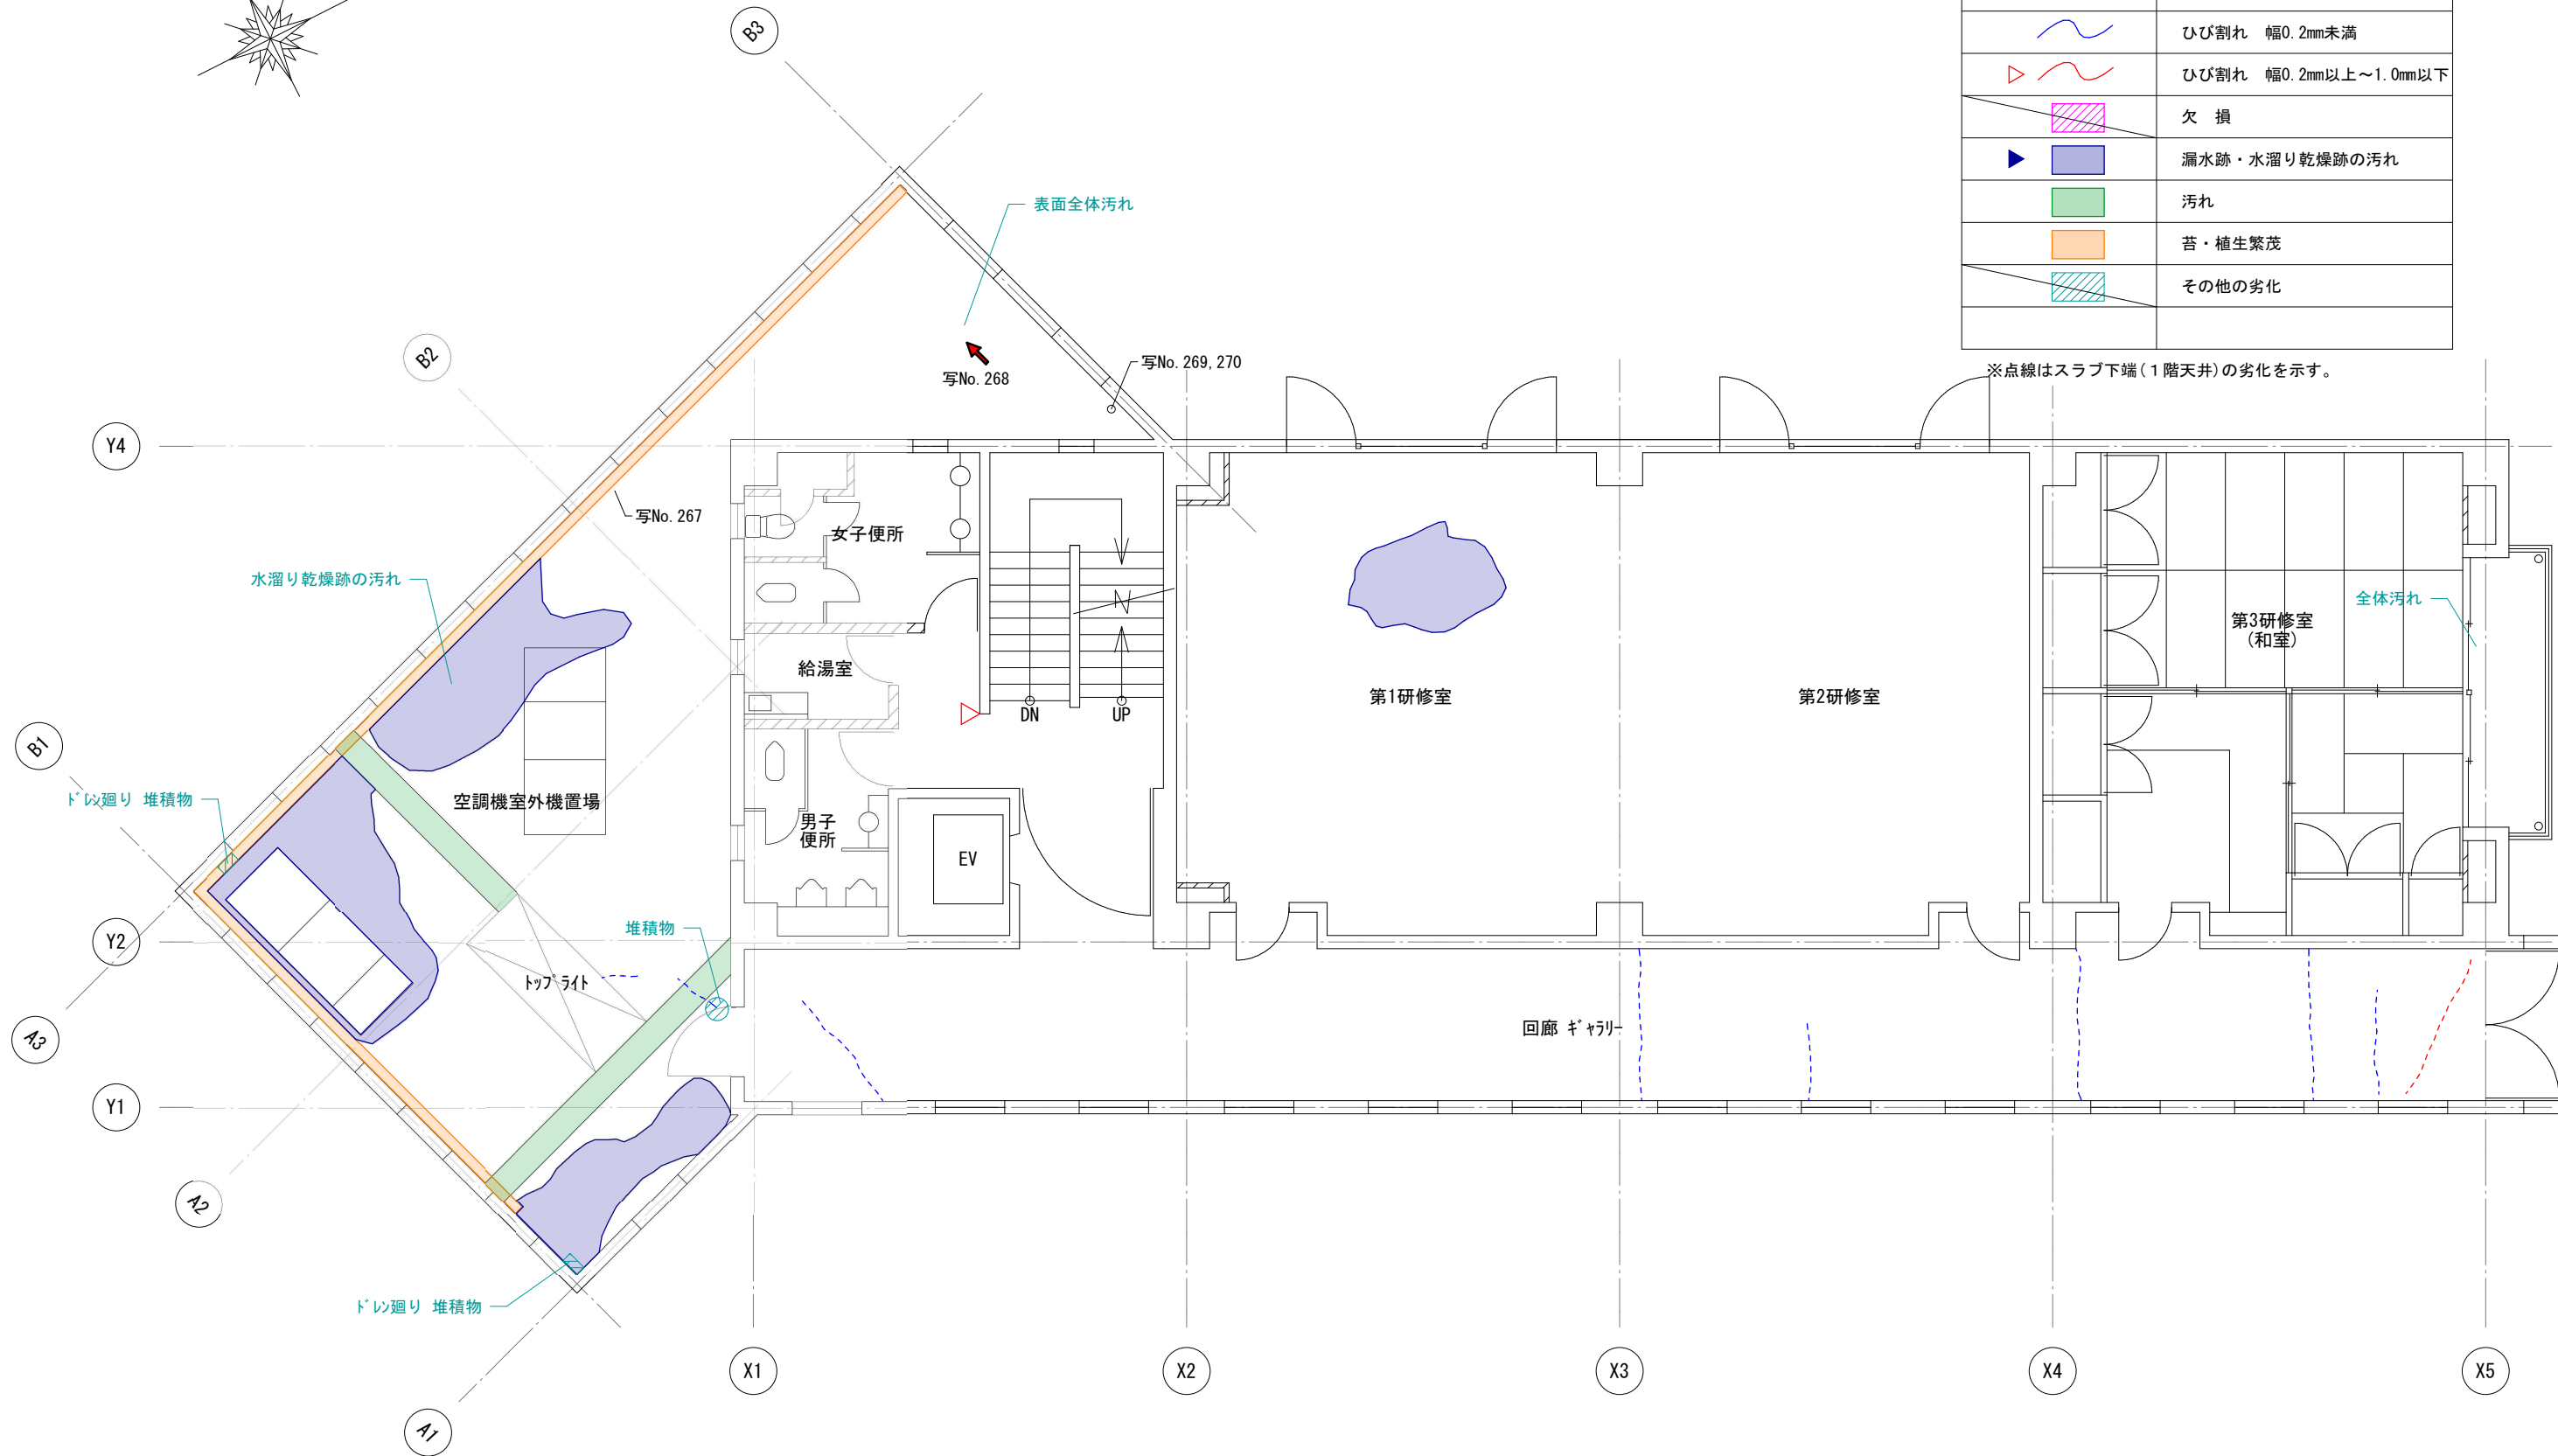 B3
ひび割れ　幅0.2mm未満
ひび割れ　幅0.2mm以上～1.0mm以下
欠　損
漏水跡・水溜り乾燥跡の汚れ
汚れ
苔・植生繁茂
その他の劣化
※点線はスラブ下端(１階天井)の劣化を示す。
表面全体汚れ
写No.268
写No.269,270
B2
Y4
写No.267
女子便所
水溜り乾燥跡の汚れ
全体汚れ
第3研修室
(和室)
給湯室
第1研修室
第2研修室
DN
UP
B1
ﾄﾞﾚﾝ廻り 堆積物
空調機室外機置場
男子
便所
EV
堆積物
Y2
ﾄｯﾌﾟﾗｲﾄ
回廊 ｷﾞｬﾗﾘｰ
A3
Y1
A2
ﾄﾞﾚﾝ廻り 堆積物
X1
X2
X3
X4
X5
A1